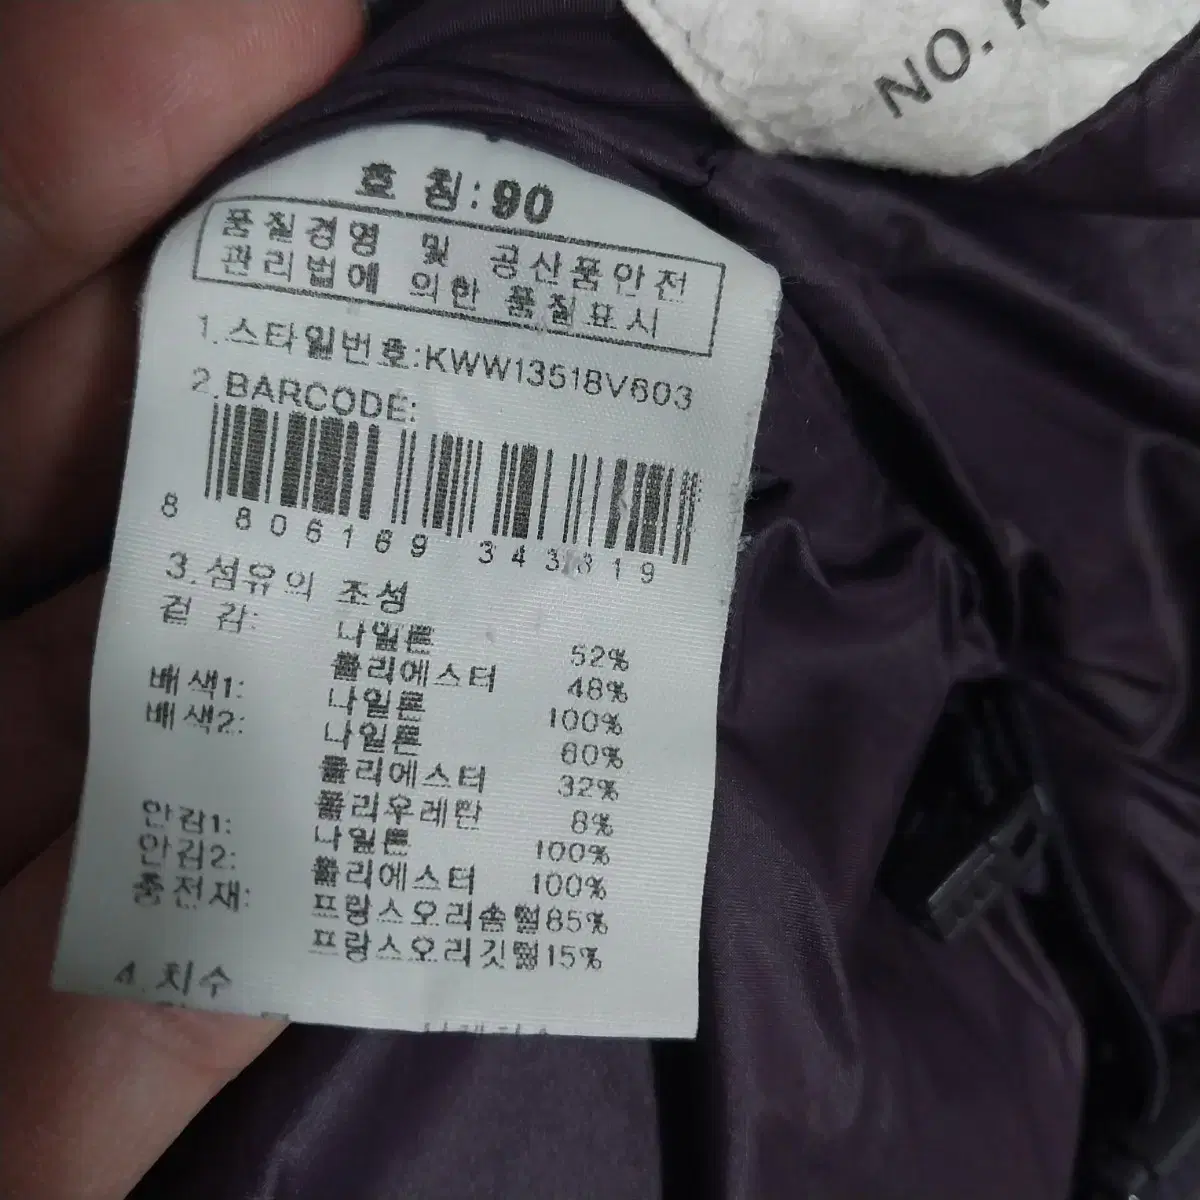 NO.
호 칭:90
품질경영 및 공산품안전
관리법에 의한 품질표시
1.스타일번호:KWW13518V603
2.BARCODE:
8 806169 343819
3.섬유의 조성
겉 감: 나일론 52%
폴리에스터 48%
배색1: 나일론 100%
배색2: 나일론 60%
폴리에스터 32%
폴리우레탄 8%
안감1: 나일론 100%
안감2: 폴리에스터 100%
충전재: 프랑스오리솜털85%
프랑스오리깃털15%
4.치수